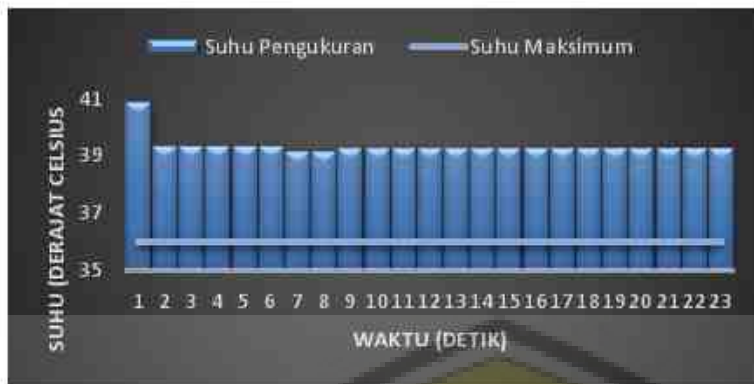 Suhu Pengukuran Suhu Maksimum
SUHU (DERAJAT CELSIUS
41
39
37
35
1 2 3 4 5 6 7 8 9 10 11 12 13 14 15 16 17 18 19 20 21 22 23
WAKTU (DETIK)